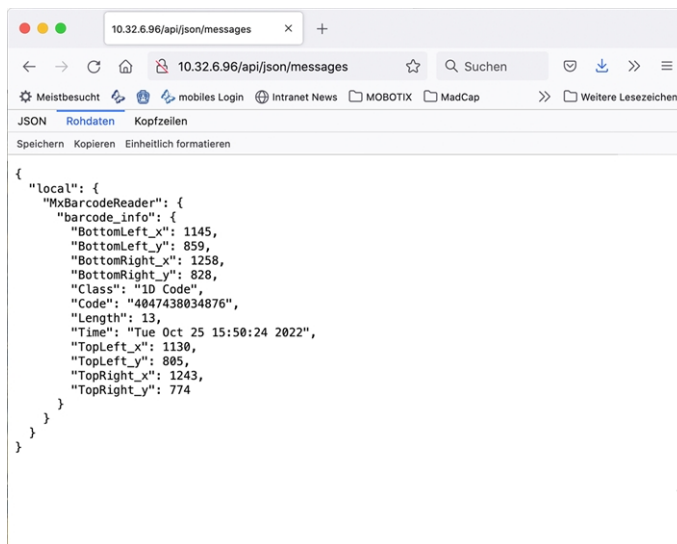 10.32.6.96/api/json/messages
10.32.6.96/api/json/messages
Suchen
Meistbesucht mobiles Login Intranet News MOBOTIX MadCap Weitere Lesezeichen
JSON Rohdaten Kopfzeilen
Speichern Kopieren Einheitlich formatieren
{
  "local": {
    "MxBarcodeReader": {
      "barcode_info": {
        "BottomLeft_x": 1145,
        "BottomLeft_y": 859,
        "BottomRight_x": 1258,
        "BottomRight_y": 828,
        "Class": "1D Code",
        "Code": "4047438034876",
        "Length": 13,
        "Time": "Tue Oct 25 15:50:24 2022",
        "TopLeft_x": 1130,
        "TopLeft_y": 805,
        "TopRight_x": 1243,
        "TopRight_y": 774
      }
    }
  }
}